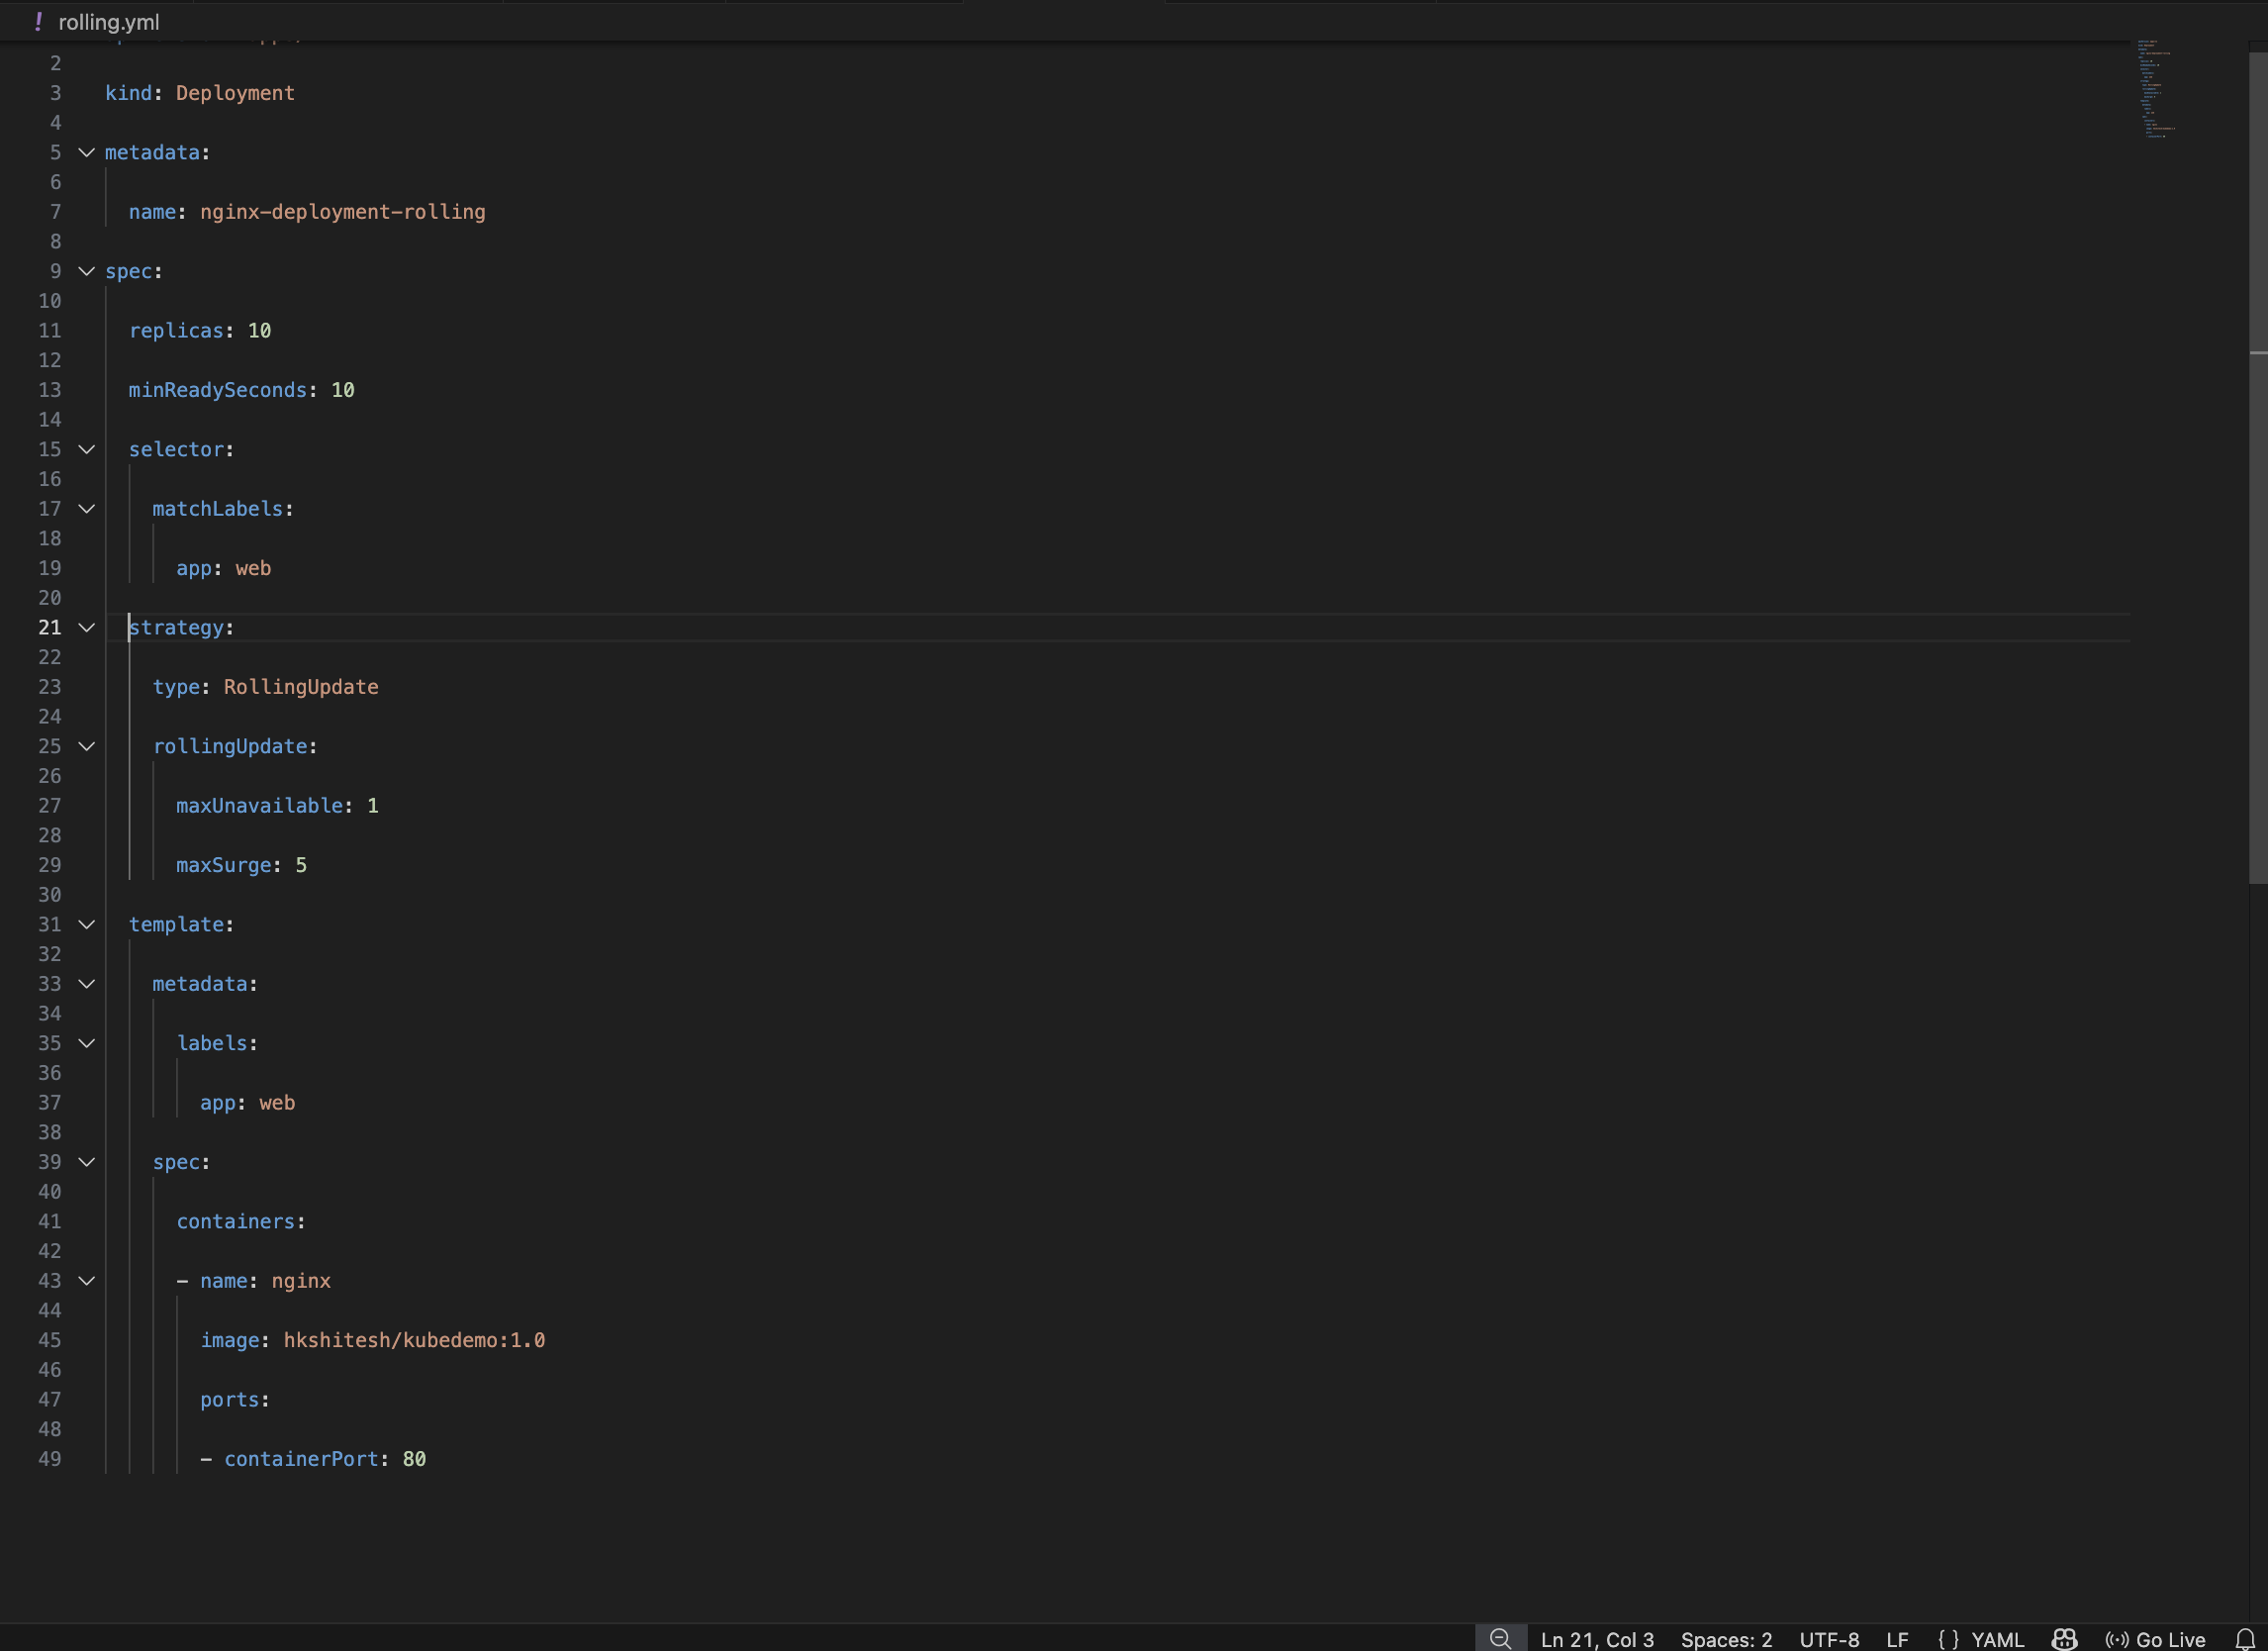 ! rolling.yml
2
3 kind: Deployment
4
5 metadata:
6
7 name: nginx-deployment-rolling
8
9 spec:
10
11 replicas: 10
12
13 minReadySeconds: 10
14
15 selector:
16
17 matchLabels:
18
19 app: web
20
21 strategy:
22
23 type: RollingUpdate
24
25 rollingUpdate:
26
27 maxUnavailable: 1
28
29 maxSurge: 5
30
31 template:
32
33 metadata:
34
35 labels:
36
37 app: web
38
39 spec:
40
41 containers:
42
43 - name: nginx
44
45 image: hkshitesh/kubedemo:1.0
46
47 ports:
48
49 - containerPort: 80
Ln 21, Col 3 Spaces: 2 UTF-8 LF {} YAML Go Live